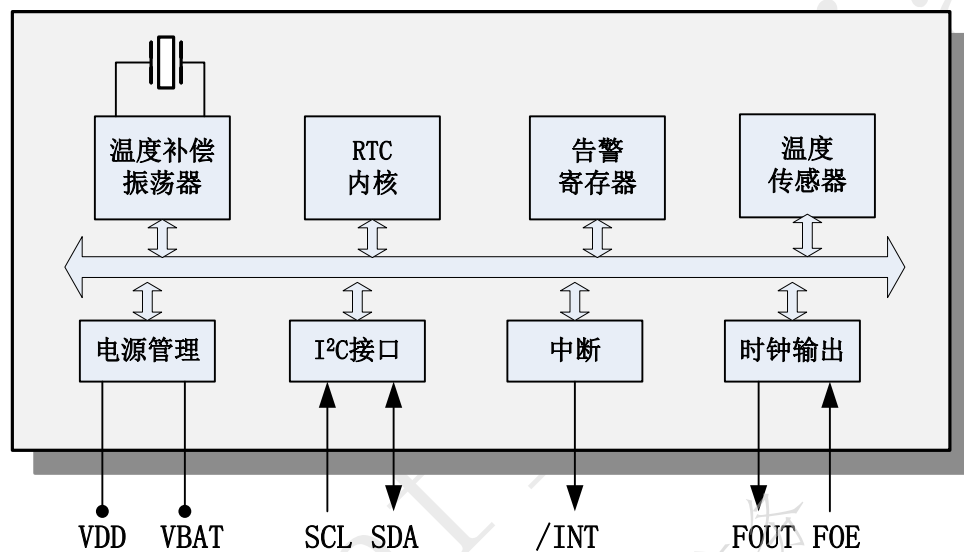 温度补偿
振荡器
RTC
内核
告警
寄存器
温度
传感器
电源管理
I²C接口
中断
时钟输出
VDD VBAT SCL SDA /INT FOUT FOE